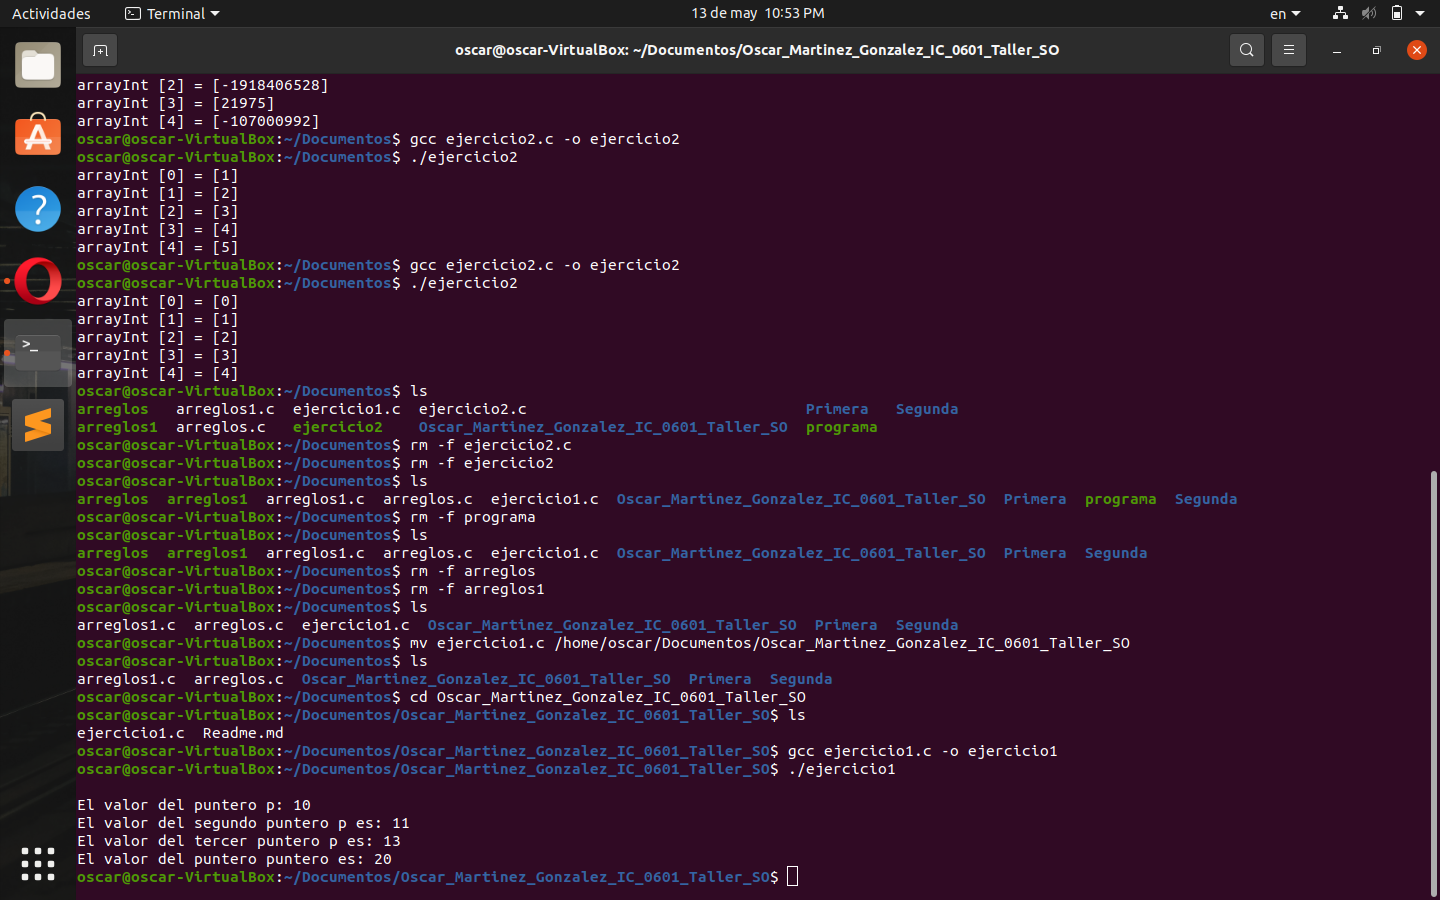 Actividades
Terminal
13 de may 10:53 PM
en
oscar@oscar-VirtualBox: ~/Documentos/Oscar_Martinez_Gonzalez_IC_0601_Taller_SO
arrayInt [2] = [-1918406528]
arrayInt [3] = [21975]
arrayInt [4] = [-107000992]
oscar@oscar-VirtualBox:~/Documentos$ gcc ejercicio2.c -o ejercicio2
oscar@oscar-VirtualBox:~/Documentos$ ./ejercicio2
arrayInt [0] = [1]
arrayInt [1] = [2]
arrayInt [2] = [3]
arrayInt [3] = [4]
arrayInt [4] = [5]
oscar@oscar-VirtualBox:~/Documentos$ gcc ejercicio2.c -o ejercicio2
oscar@oscar-VirtualBox:~/Documentos$ ./ejercicio2
arrayInt [0] = [0]
arrayInt [1] = [1]
arrayInt [2] = [2]
arrayInt [3] = [3]
arrayInt [4] = [4]
oscar@oscar-VirtualBox:~/Documentos$ ls
arreglos   arreglos1.c  ejercicio1.c  ejercicio2.c                               Primera   Segunda
arreglos1  arreglos.c   ejercicio2    Oscar_Martinez_Gonzalez_IC_0601_Taller_SO  programa
oscar@oscar-VirtualBox:~/Documentos$ rm -f ejercicio2.c
oscar@oscar-VirtualBox:~/Documentos$ rm -f ejercicio2
oscar@oscar-VirtualBox:~/Documentos$ ls
arreglos  arreglos1  arreglos1.c  arreglos.c  ejercicio1.c  Oscar_Martinez_Gonzalez_IC_0601_Taller_SO  Primera  programa  Segunda
oscar@oscar-VirtualBox:~/Documentos$ rm -f programa
oscar@oscar-VirtualBox:~/Documentos$ ls
arreglos  arreglos1  arreglos1.c  arreglos.c  ejercicio1.c  Oscar_Martinez_Gonzalez_IC_0601_Taller_SO  Primera  Segunda
oscar@oscar-VirtualBox:~/Documentos$ rm -f arreglos
oscar@oscar-VirtualBox:~/Documentos$ rm -f arreglos1
oscar@oscar-VirtualBox:~/Documentos$ ls
arreglos1.c  arreglos.c  ejercicio1.c  Oscar_Martinez_Gonzalez_IC_0601_Taller_SO  Primera  Segunda
oscar@oscar-VirtualBox:~/Documentos$ mv ejercicio1.c /home/oscar/Documentos/Oscar_Martinez_Gonzalez_IC_0601_Taller_SO
oscar@oscar-VirtualBox:~/Documentos$ ls
arreglos1.c  arreglos.c  Oscar_Martinez_Gonzalez_IC_0601_Taller_SO  Primera  Segunda
oscar@oscar-VirtualBox:~/Documentos$ cd Oscar_Martinez_Gonzalez_IC_0601_Taller_SO
oscar@oscar-VirtualBox:~/Documentos/Oscar_Martinez_Gonzalez_IC_0601_Taller_SO$ ls
ejercicio1.c  Readme.md
oscar@oscar-VirtualBox:~/Documentos/Oscar_Martinez_Gonzalez_IC_0601_Taller_SO$ gcc ejercicio1.c -o ejercicio1
oscar@oscar-VirtualBox:~/Documentos/Oscar_Martinez_Gonzalez_IC_0601_Taller_SO$ ./ejercicio1
El valor del puntero p: 10
El valor del segundo puntero p es: 11
El valor del tercer puntero p es: 13
El valor del puntero puntero es: 20
oscar@oscar-VirtualBox:~/Documentos/Oscar_Martinez_Gonzalez_IC_0601_Taller_SO$